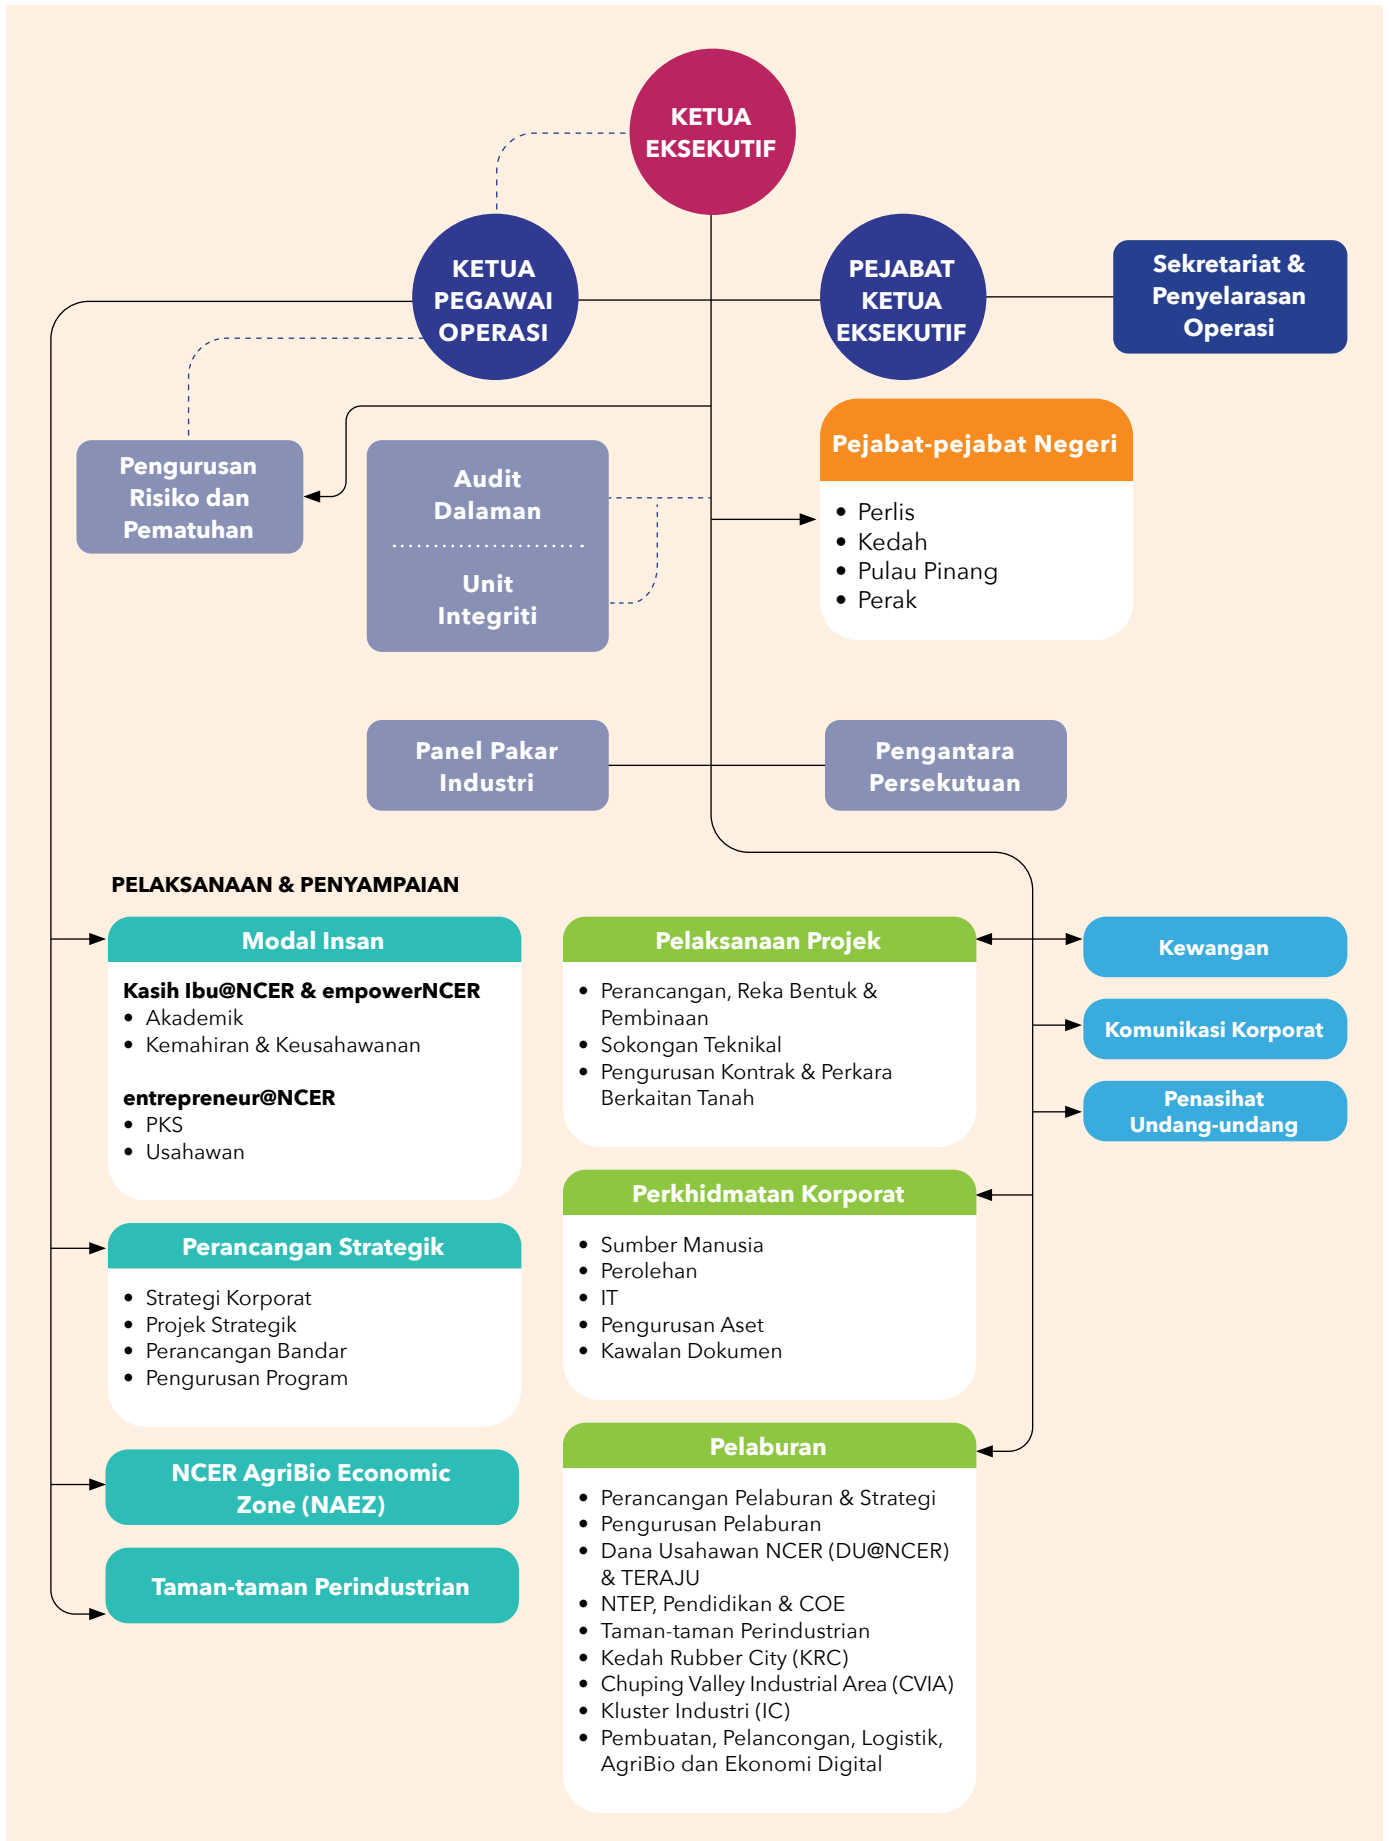 KETUA
EKSEKUTIF
KETUA
PEGAWAI
OPERASI
PEJABAT
KETUA
EKSEKUTIF
Sekretariat &
Penyelarasan
Operasi
Pengurusan
Risiko dan
Pematuhan
Audit
Dalaman
Unit
Integriti
Pejabat-pejabat Negeri
• Perlis
• Kedah
• Pulau Pinang
• Perak
Panel Pakar
Industri
Pengantara
Persekutuan
PELAKSANAAN & PENYAMPAIAN
Modal Insan
Kasih Ibu@NCER & empowerNCER
• Akademik
• Kemahiran & Keusahawanan
entrepreneur@NCER
• PKS
• Usahawan
Perancangan Strategik
• Strategi Korporat
• Projek Strategik
• Perancangan Bandar
• Pengurusan Program
NCER AgriBio Economic
Zone (NAEZ)
Taman-taman Perindustrian
Pelaksanaan Projek
• Perancangan, Reka Bentuk &
Pembinaan
• Sokongan Teknikal
• Pengurusan Kontrak & Perkara
Berkaitan Tanah
Perkhidmatan Korporat
• Sumber Manusia
• Perolehan
• IT
• Pengurusan Aset
• Kawalan Dokumen
Pelaburan
• Perancangan Pelaburan & Strategi
• Pengurusan Pelaburan
• Dana Usahawan NCER (DU@NCER)
& TERAJU
• NTEP, Pendidikan & COE
• Taman-taman Perindustrian
• Kedah Rubber City (KRC)
• Chuping Valley Industrial Area (CVIA)
• Kluster Industri (IC)
• Pembuatan, Pelancongan, Logistik,
AgriBio dan Ekonomi Digital
Kewangan
Komunikasi Korporat
Penasihat
Undang-undang